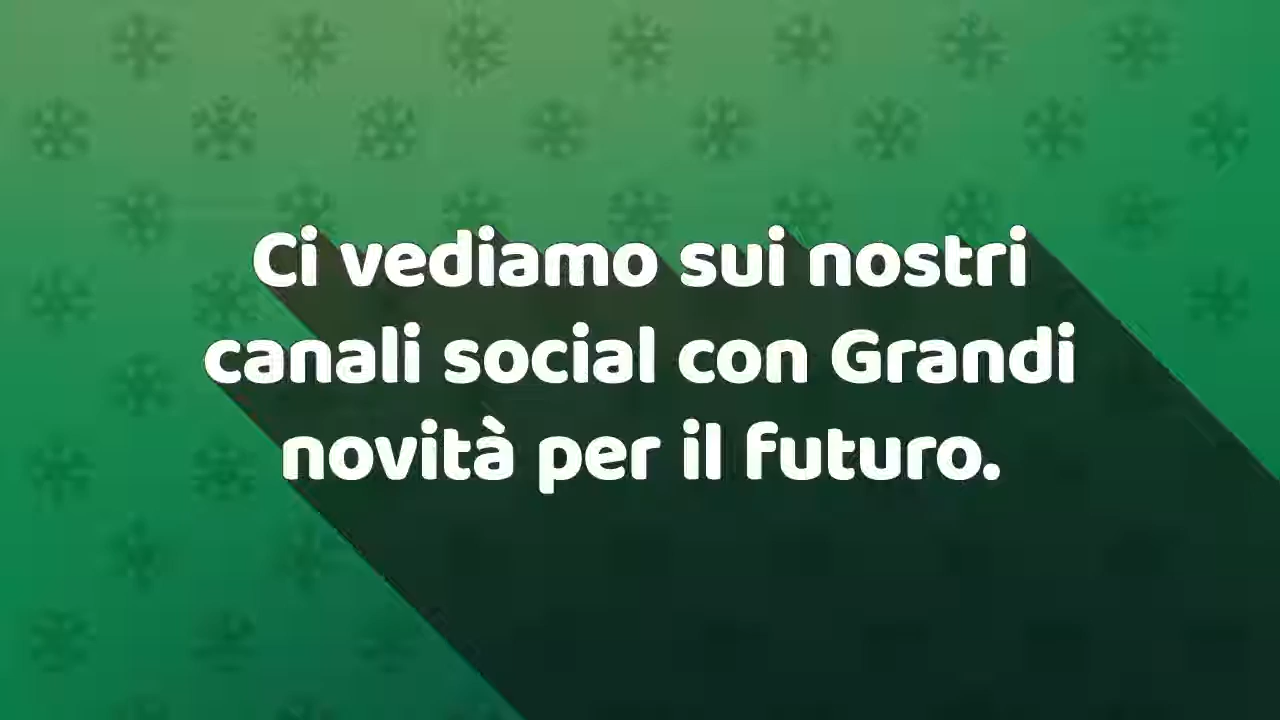 Ci vediamo sui nostri
canali social con Grandi
novità per il futuro.